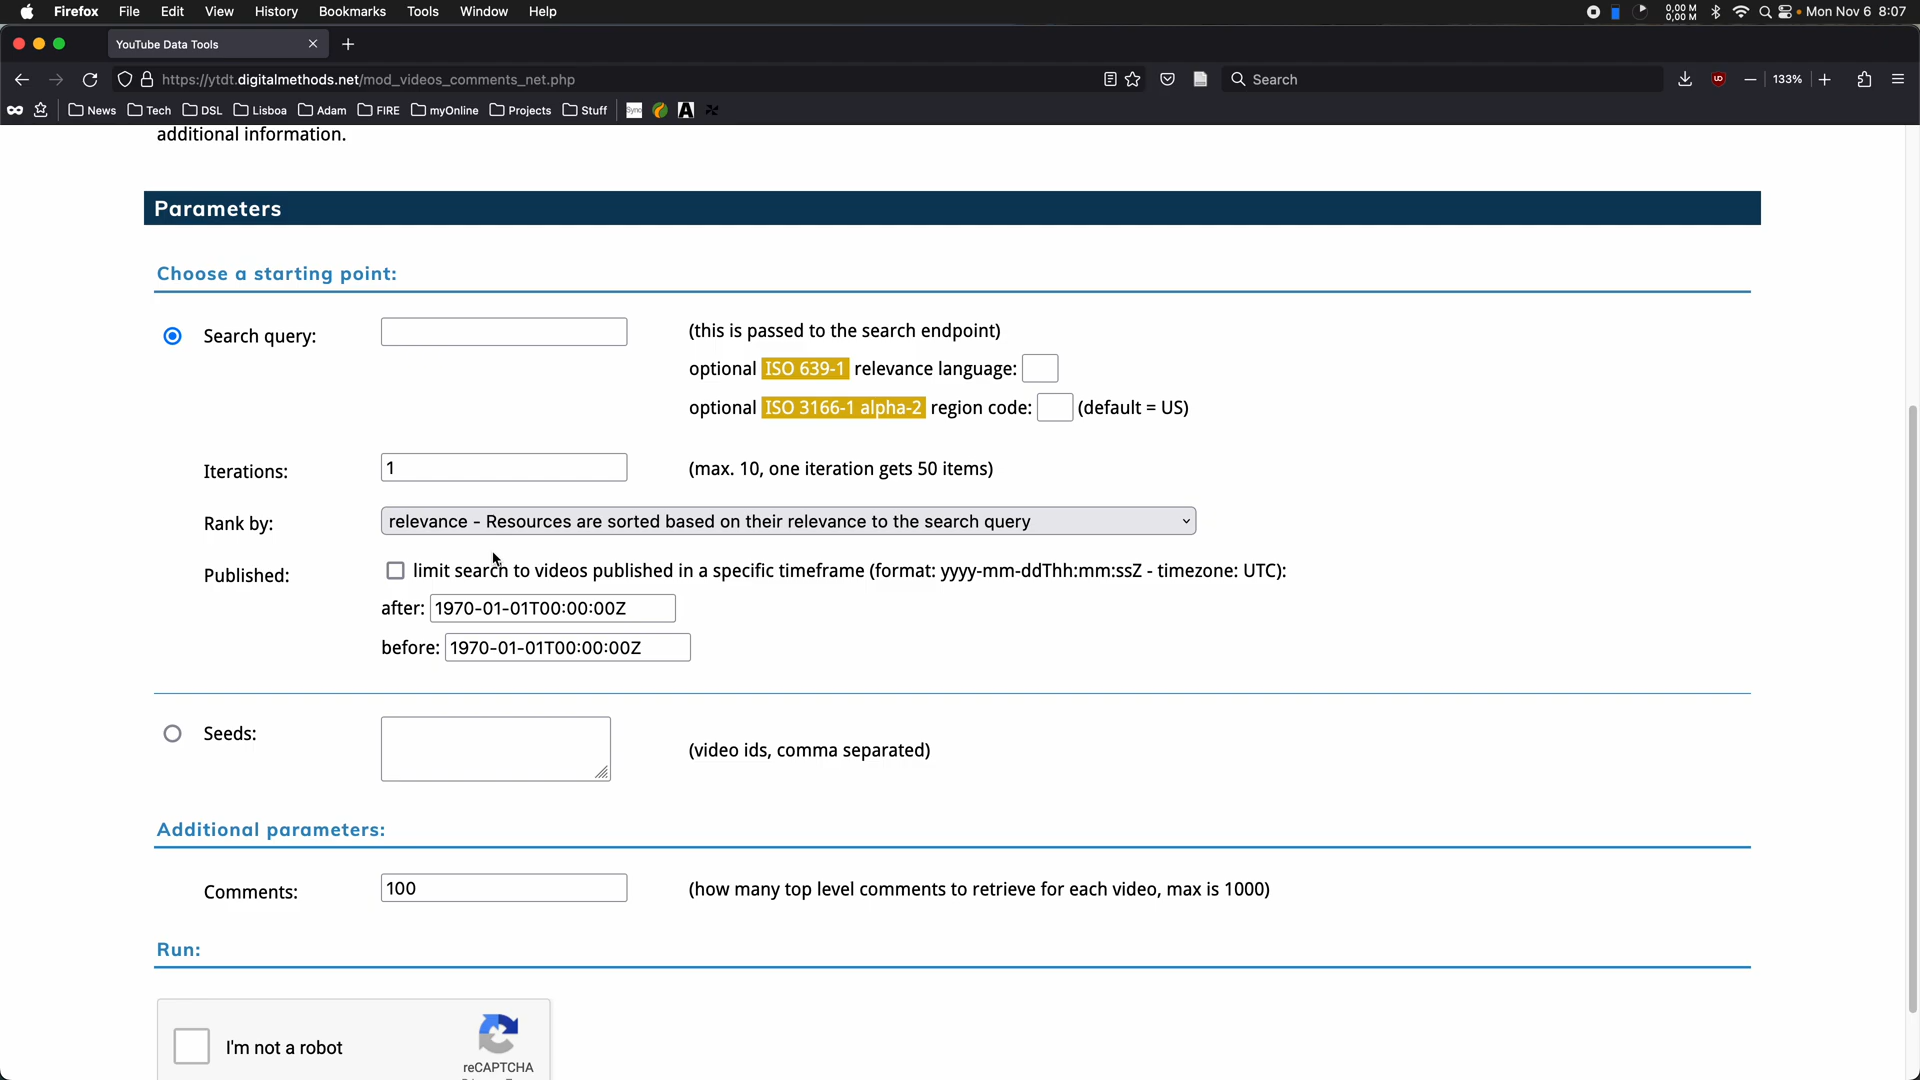 Firefox File Edit View History Bookmarks Tools Window Help 0,00 M 0,00 M Mon Nov 6 8:07
YouTube Data Tools
https://ytdt.digitalmethods.net/mod_videos_comments_net.php Search 133%
News Tech DSL Lisboa Adam FIRE myOnline Projects Stuff
additional information.
Parameters
Choose a starting point:
Search query: (this is passed to the search endpoint)
optional ISO 639-1 relevance language:
optional ISO 3166-1 alpha-2 region code: (default = US)
Iterations: 1 (max. 10, one iteration gets 50 items)
Rank by: relevance - Resources are sorted based on their relevance to the search query
Published: limit search to videos published in a specific timeframe (format: yyyy-mm-ddThh:mm:ssZ - timezone: UTC):
after: 1970-01-01T00:00:00Z
before: 1970-01-01T00:00:00Z
Seeds: (video ids, comma separated)
Additional parameters:
Comments: 100 (how many top level comments to retrieve for each video, max is 1000)
Run:
I'm not a robot
reCAPTCHA